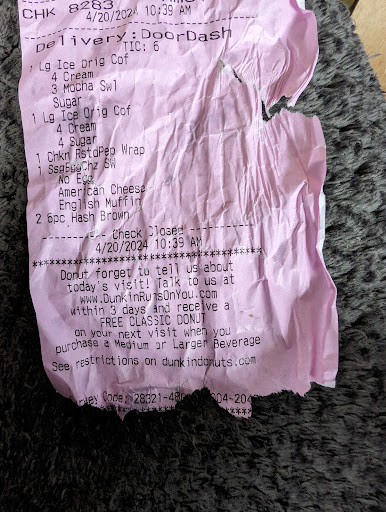 CHK 8283
4/20/2024 10:39 AM
Delivery:DoorDash
TIC: 6
1 Lg Ice Orig Cof
4 Cream
3 Mocha Swl
Sugar
1 Lg Ice Orig Cof
4 Cream
4 Sugar
1 Chkn RstdPep Wrap
1 SsgEggChz SW
No Egg
American Cheese
English Muffin
2 6pc Hash Brown
Check Closed
4/20/2024 10:39 AM
Donut forget to tell us about
today's visit! Talk to us at
www.DunkinRunsOnYou.com
within 3 days and receive a
FREE CLASSIC DONUT
on your next visit when you
purchase a Medium or Larger Beverage
See restrictions on dunkindonuts.com
Code: 28321-